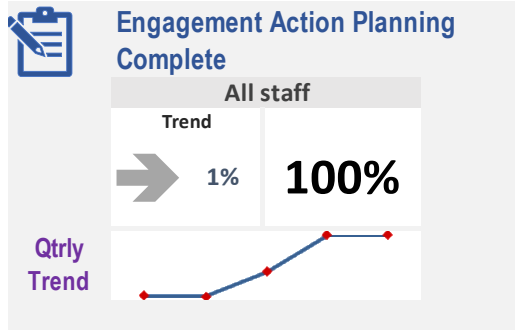 Engagement Action Planning
Complete
All staff
Trend
1%
100%
Qtrly
Trend